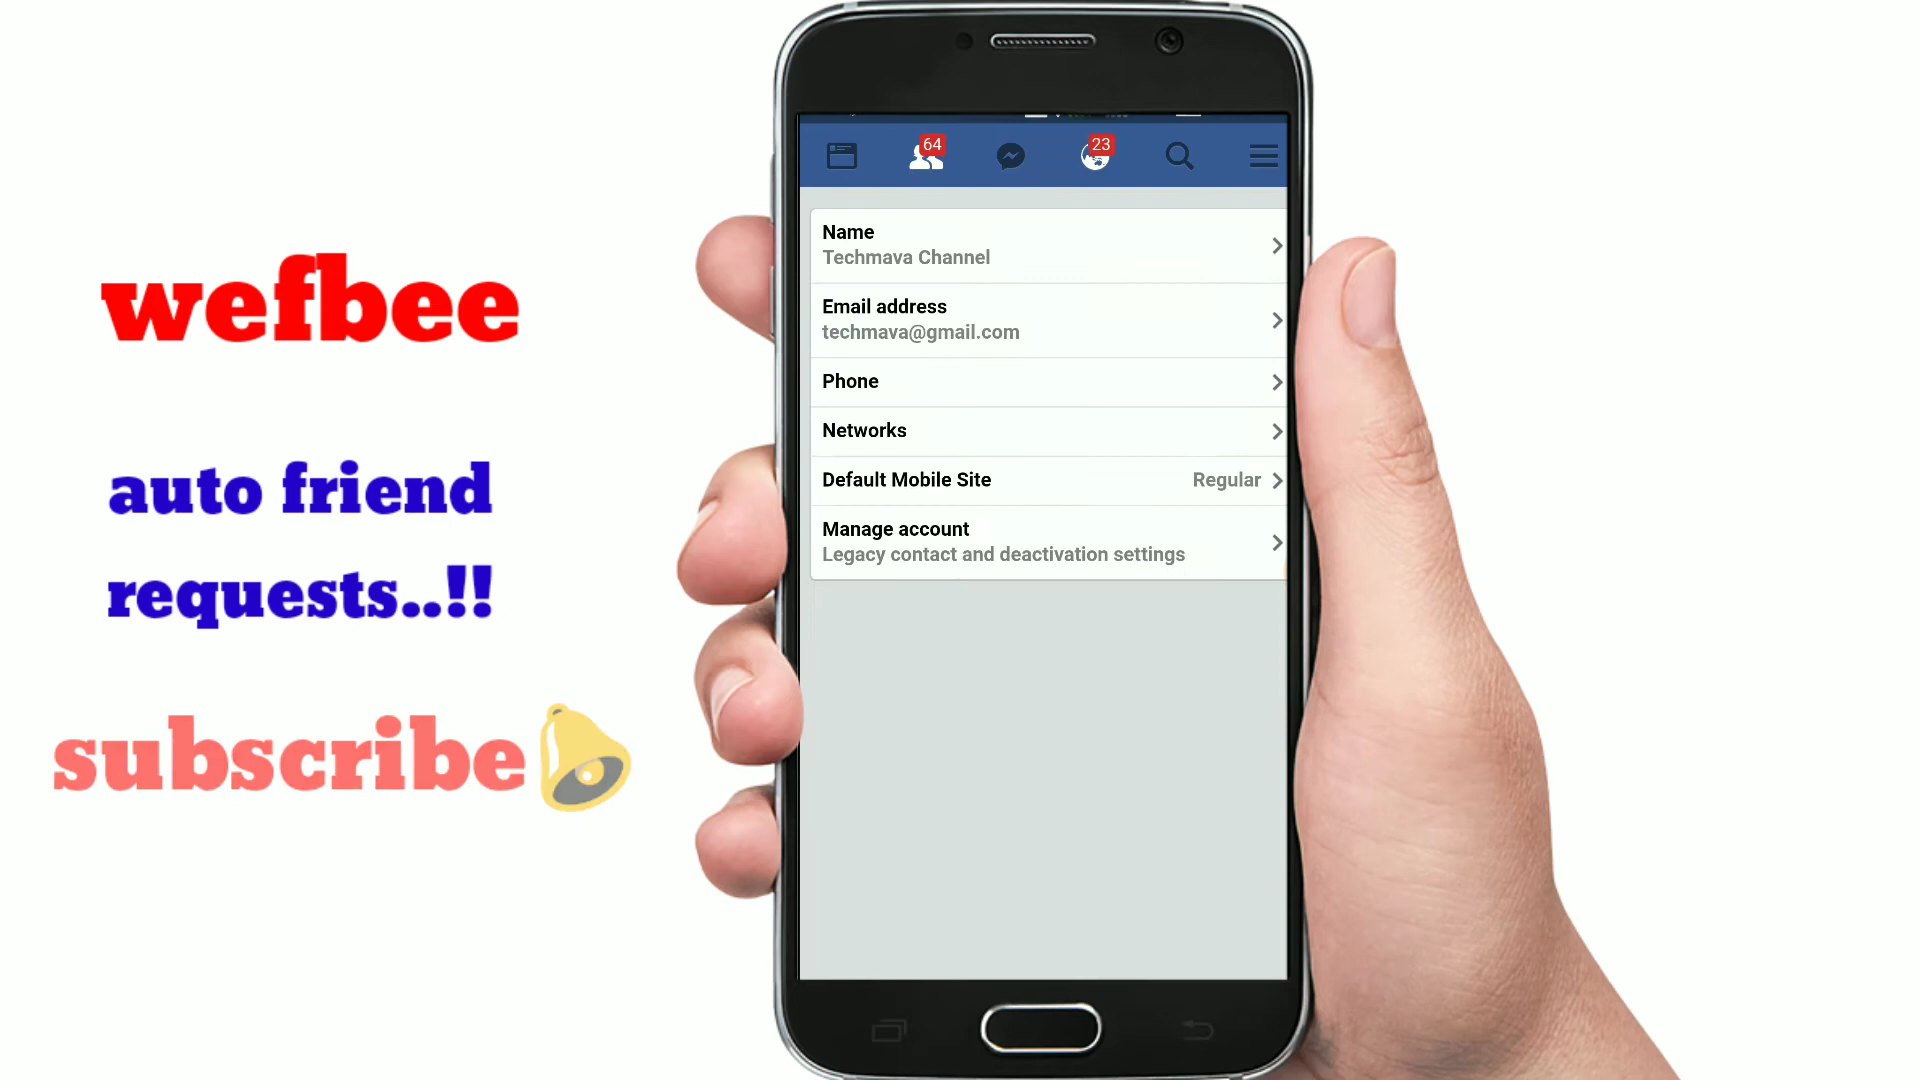 wefbee
auto friend
requests..!!
subscribe
64
23
Name
Techmava Channel
Email address
techmava@gmail.com
Phone
Networks
Default Mobile Site
Regular
Manage account
Legacy contact and deactivation settings